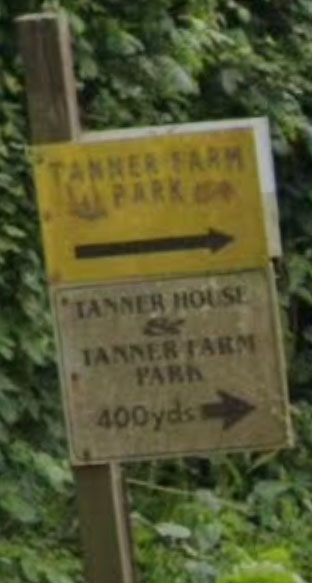 TANNER FARM
PARK
TANNER HOUSE
&
TANNER FARM
PARK
400yds